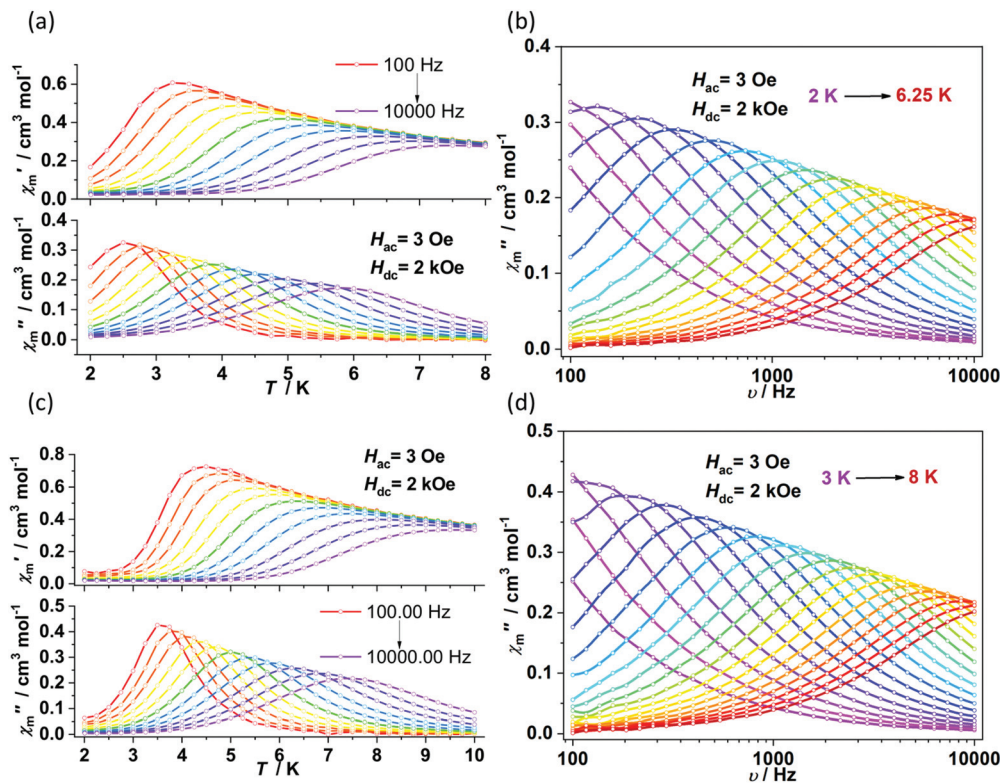 (a)
χm′ / cm³ mol⁻¹
0.6
0.4
0.2
0.0
100 Hz
10000 Hz
χm″ / cm³ mol⁻¹
0.4
0.3
0.2
0.1
0.0
Hac= 3 Oe
Hdc= 2 kOe
2 3 4 5 6 7 8
T / K
(b)
χm″ / cm³ mol⁻¹
0.4
0.3
0.2
0.1
0.0
Hac= 3 Oe
Hdc= 2 kOe
2 K 6.25 K
100 1000 10000
υ / Hz
(c)
χm′ / cm³ mol⁻¹
0.8
0.6
0.4
0.2
0.0
Hac= 3 Oe
Hdc= 2 kOe
χm″ / cm³ mol⁻¹
0.5
0.4
0.3
0.2
0.1
0.0
100.00 Hz
10000.00 Hz
2 3 4 5 6 7 8 9 10
T / K
(d)
χm″ / cm³ mol⁻¹
0.5
0.4
0.3
0.2
0.1
0.0
Hac= 3 Oe
Hdc= 2 kOe
3 K 8 K
100 1000 10000
υ / Hz